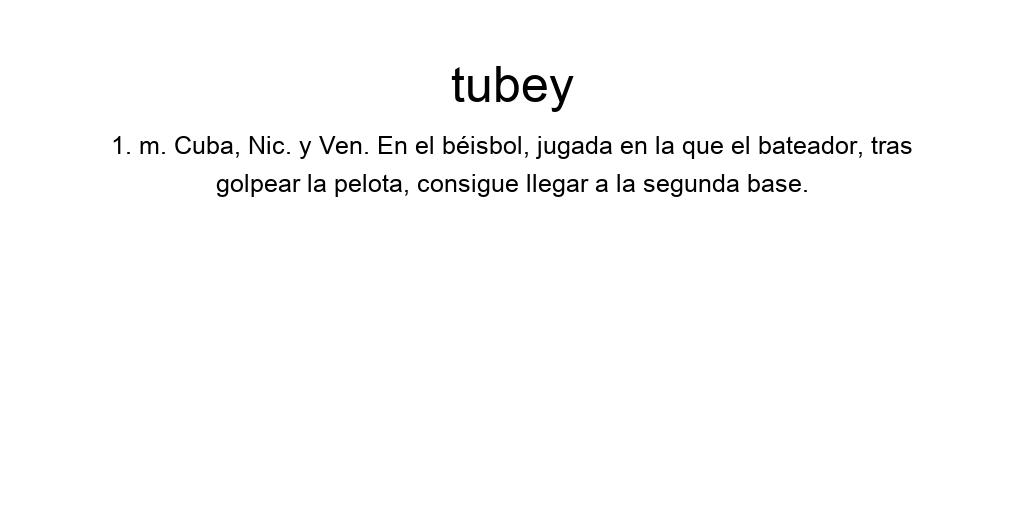 tubey
1. m. Cuba, Nic. y Ven. En el béisbol, jugada en la que el bateador, tras
golpear la pelota, consigue llegar a la segunda base.